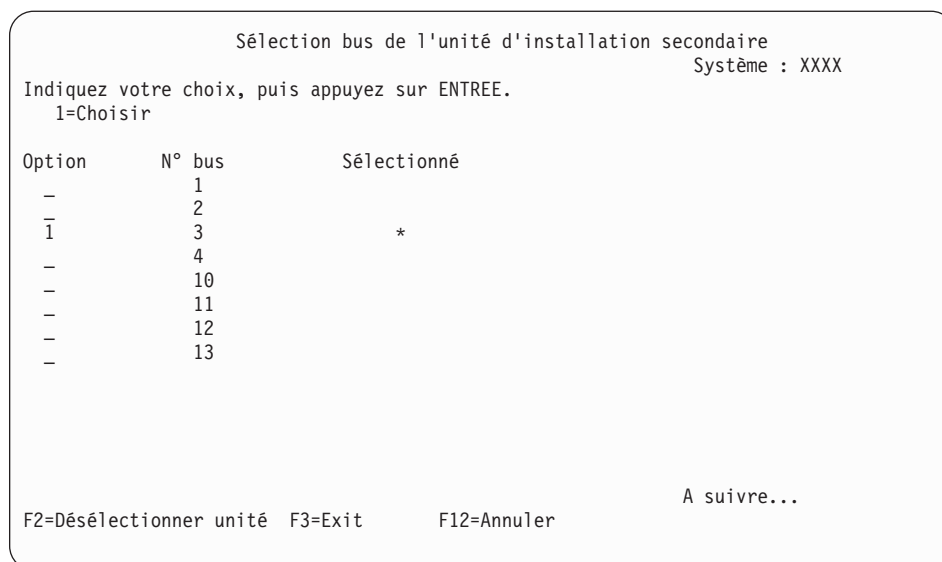 Sélection bus de l'unité d'installation secondaire
Système : XXXX
Indiquez votre choix, puis appuyez sur ENTREE.
1=Choisir
Option N° bus Sélectionné
_ 1
_ 2
1 3 *
_ 4
_ 10
_ 11
_ 12
_ 13
A suivre...
F2=Désélectionner unité F3=Exit F12=Annuler